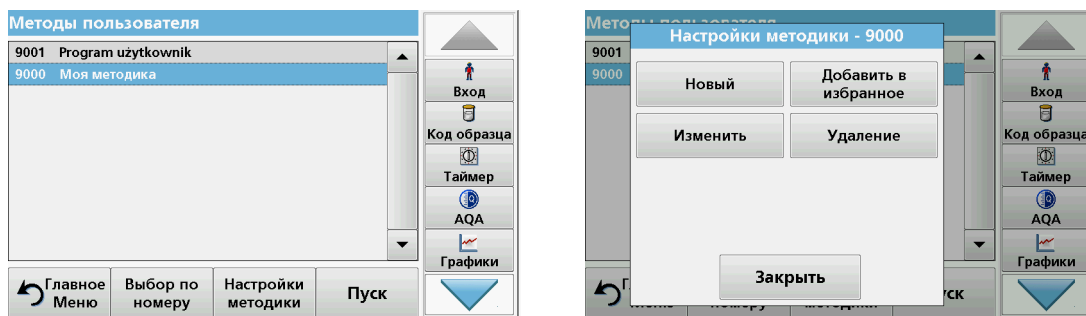 Методы пользователя
9001 Program użytkownik
9000 Моя методика
Вход
Код образца
Таймер
AQA
Графики
Главное Меню
Выбор по номеру
Настройки методики
Пуск
Методы пользователя
Настройки методики - 9000
9001
9000
Новый
Добавить в избранное
Изменить
Удаление
Закрыть
Вход
Код образца
Таймер
AQA
Графики